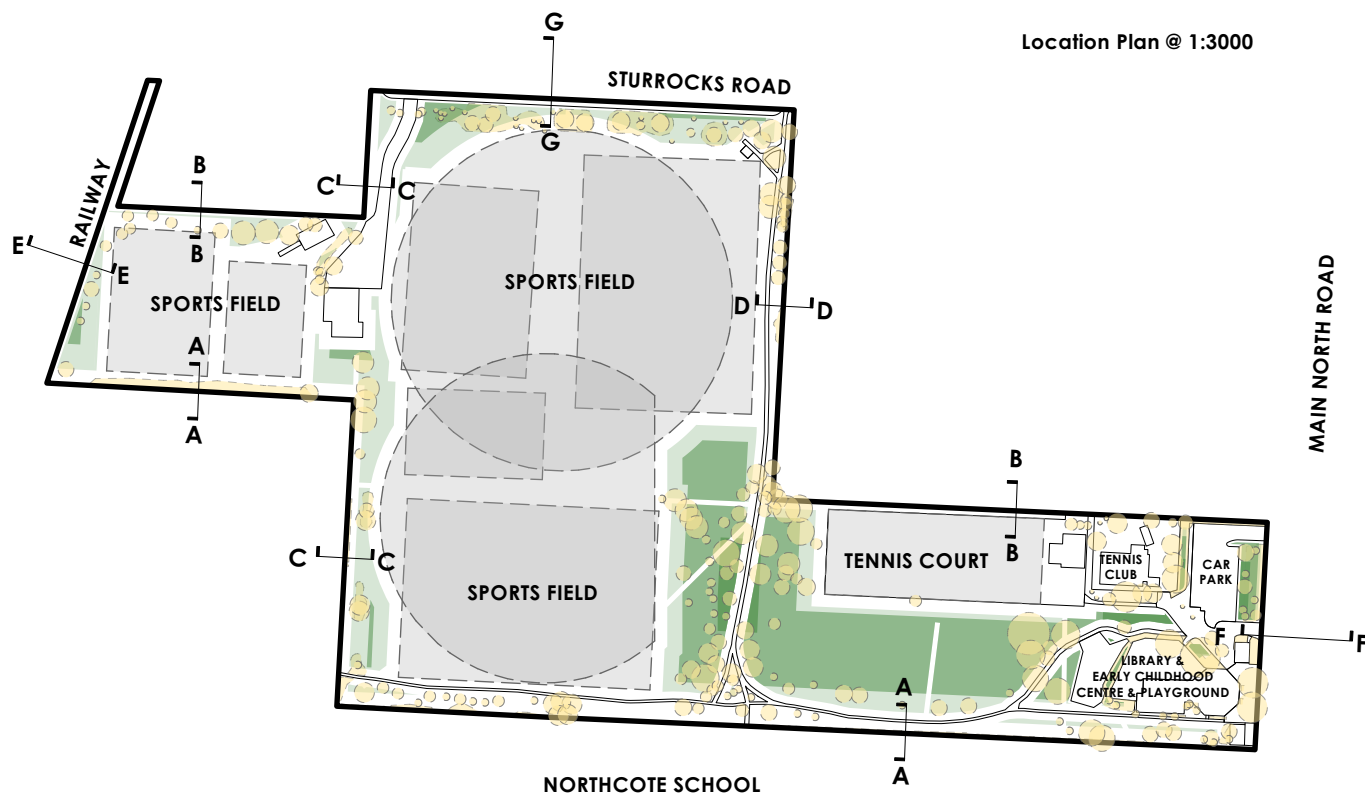 G
Location Plan @ 1:3000
STURROCKS ROAD
G
B
C
C
RAILWAY
E
B
E
SPORTS FIELD
SPORTS FIELD
D
D
MAIN NORTH ROAD
A
A
B
B
TENNIS COURT
TENNIS
CLUB
CAR
PARK
C
C
SPORTS FIELD
F
F
LIBRARY &
EARLY CHILDHOOD
CENTRE & PLAYGROUND
A
A
NORTHCOTE SCHOOL